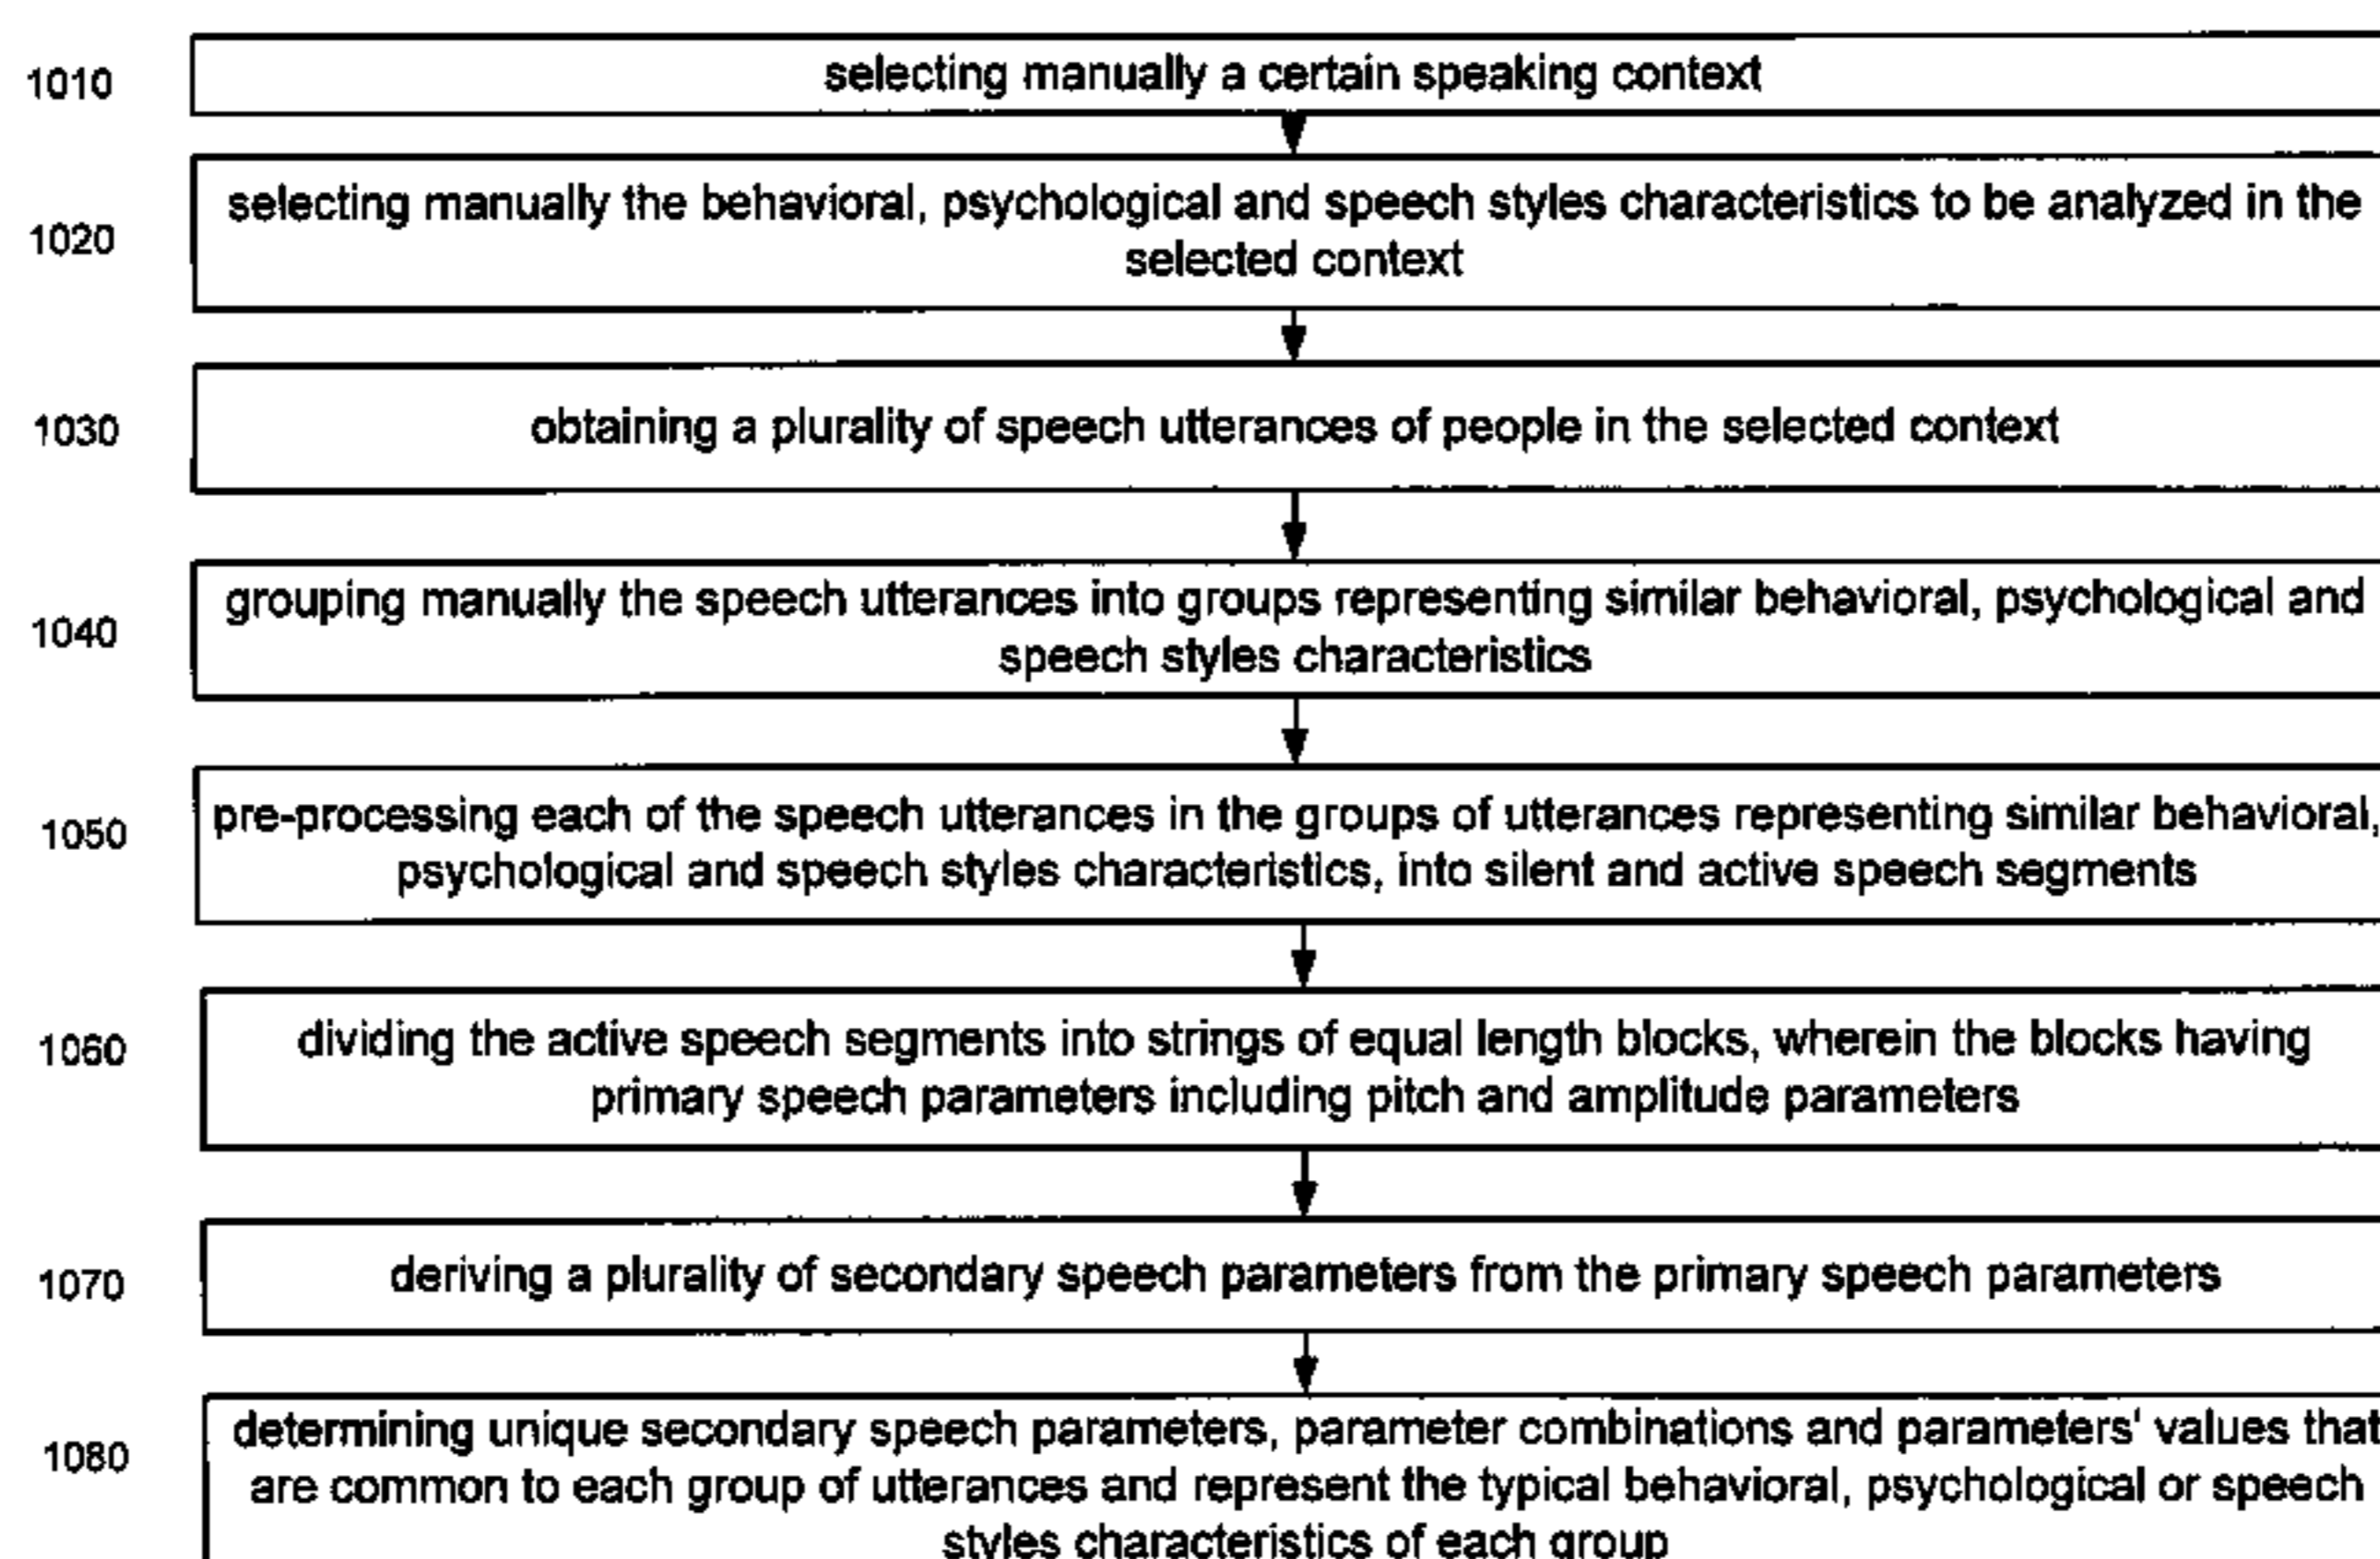 1010
selecting manually a certain speaking context
1020
selecting manually the behavioral, psychological and speech styles characteristics to be analyzed in the
selected context
1030
obtaining a plurality of speech utterances of people in the selected context
1040
grouping manually the speech utterances into groups representing similar behavioral, psychological and
speech styles characteristics
1050
pre-processing each of the speech utterances in the groups of utterances representing similar behavioral,
psychological and speech styles characteristics, into silent and active speech segments
1060
dividing the active speech segments into strings of equal length blocks, wherein the blocks having
primary speech parameters including pitch and amplitude parameters
1070
deriving a plurality of secondary speech parameters from the primary speech parameters
1080
determining unique secondary speech parameters, parameter combinations and parameters' values that
are common to each group of utterances and represent the typical behavioral, psychological or speech
styles characteristics of each group